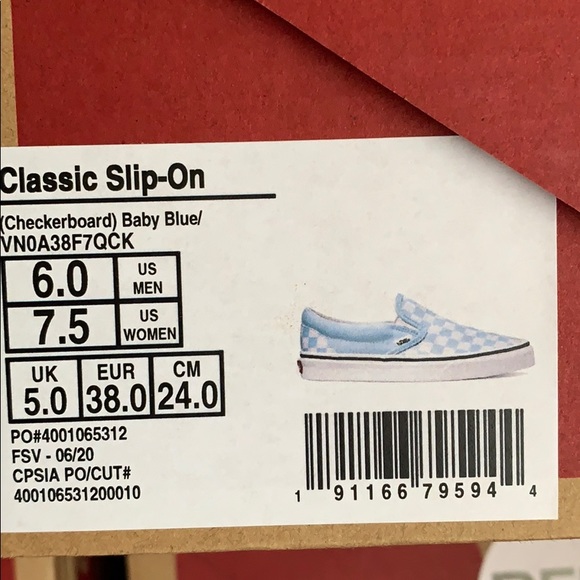 Classic Slip-On
(Checkerboard) Baby Blue/
VN0A38F7QCK
6.0 US MEN
7.5 US WOMEN
UK EUR CM
5.0 38.0 24.0
PO#4001065312
FSV - 06/20
CPSIA PO/CUT#
400106531200010
1 91166 79594 4